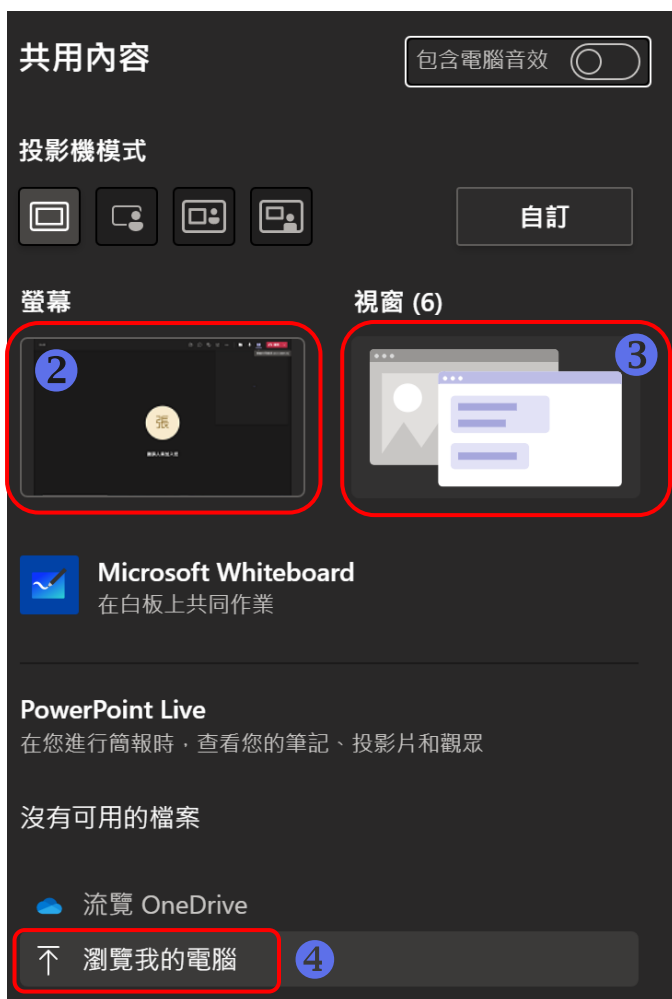 共用內容
包含電腦音效
投影機模式
自訂
螢幕
視窗 (6)
2
3
張
Microsoft Whiteboard
在白板上共同作業
PowerPoint Live
在您進行簡報時，查看您的筆記、投影片和觀眾
沒有可用的檔案
流覽 OneDrive
瀏覽我的電腦
4